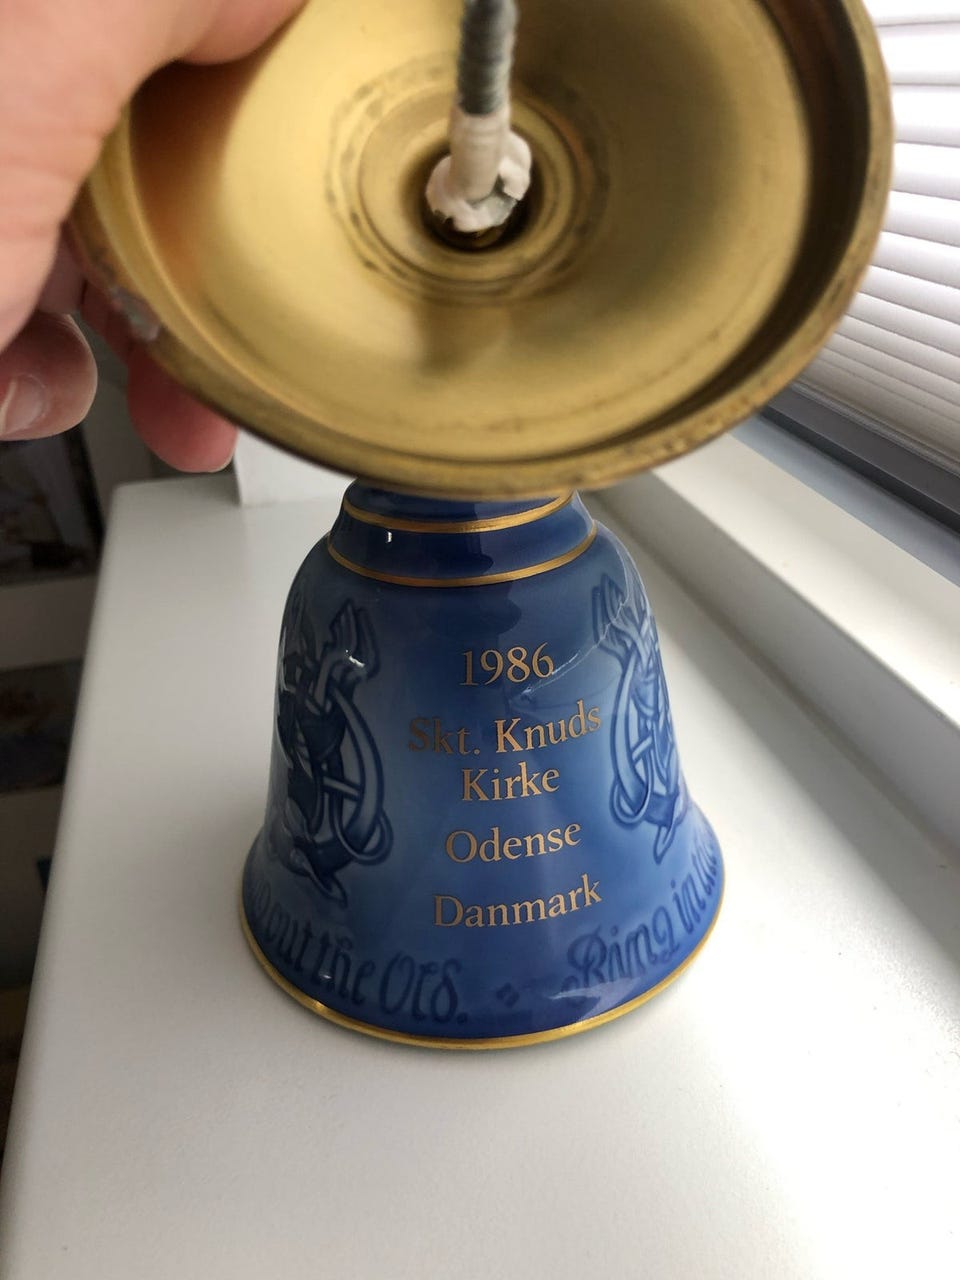 1986
Skt. Knuds
Kirke
Odense
Danmark
out the Old. Ring in